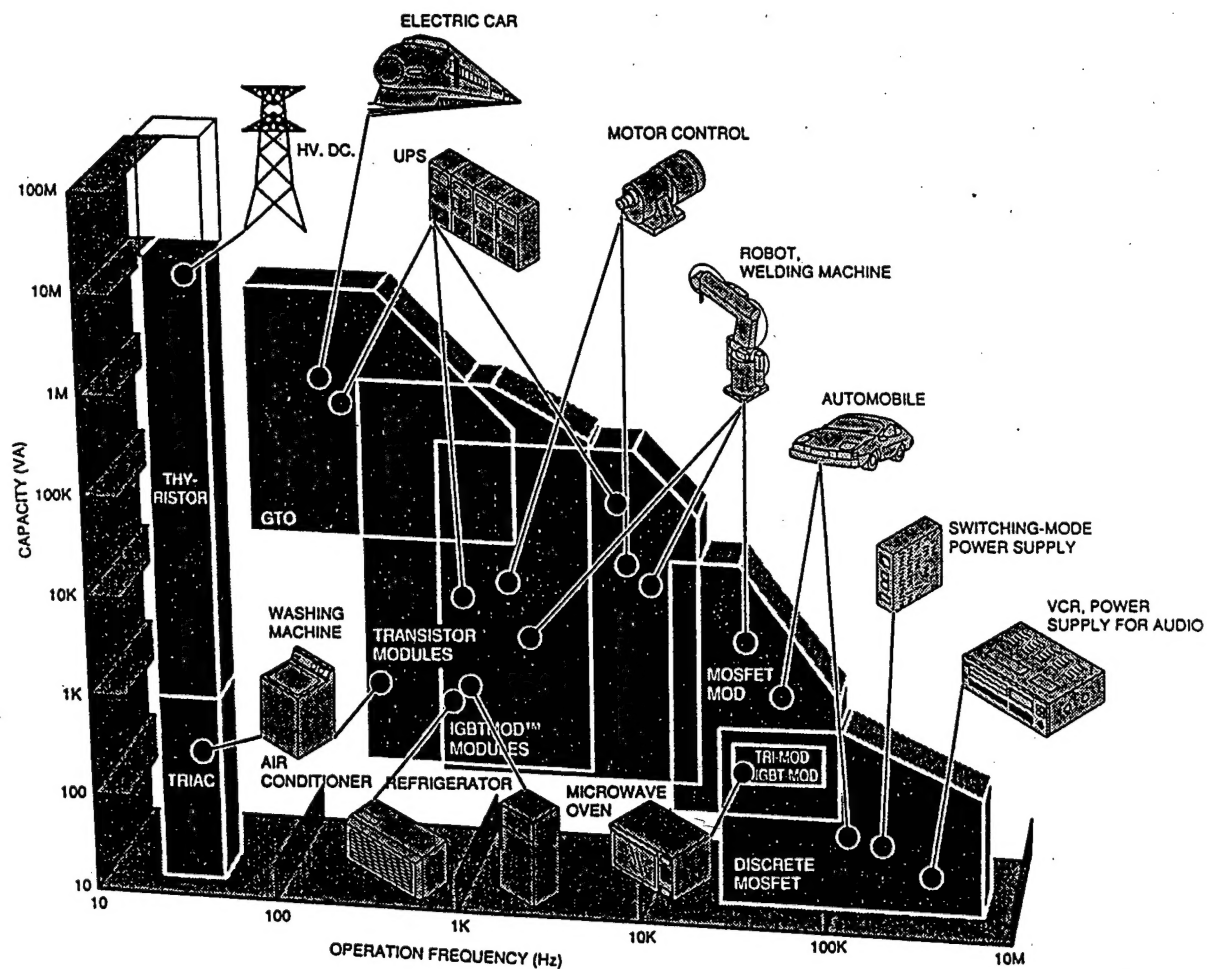 ELECTRIC CAR
HV. DC.
UPS
MOTOR CONTROL
ROBOT,
WELDING MACHINE
AUTOMOBILE
SWITCHING-MODE
POWER SUPPLY
VCR, POWER
SUPPLY FOR AUDIO
CAPACITY (VA)
100M
10M
1M
100K
10K
1K
100
10
THY-
RISTOR
GTO
WASHING
MACHINE
TRANSISTOR
MODULES
MOSFET
MOD
IGBTMOD™
MODULES
TRI-MOD
IGBT-MOD
TRIAC
AIR
CONDITIONER
REFRIGERATOR
MICROWAVE
OVEN
DISCRETE
MOSFET
10
100
1K
10K
100K
10M
OPERATION FREQUENCY (Hz)